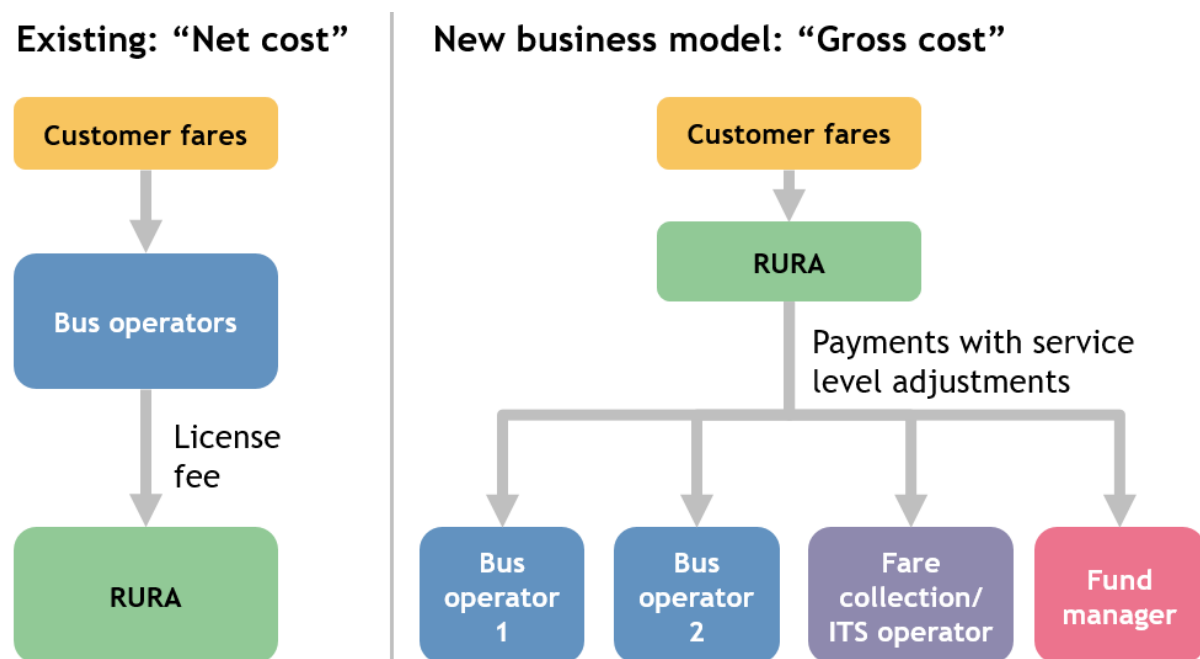 Existing: “Net cost”
Customer fares
Bus operators
License
fee
RURA
New business model: “Gross cost”
Customer fares
RURA
Payments with service
level adjustments
Bus
operator
1
Bus
operator
2
Fare
collection/
ITS operator
Fund
manager